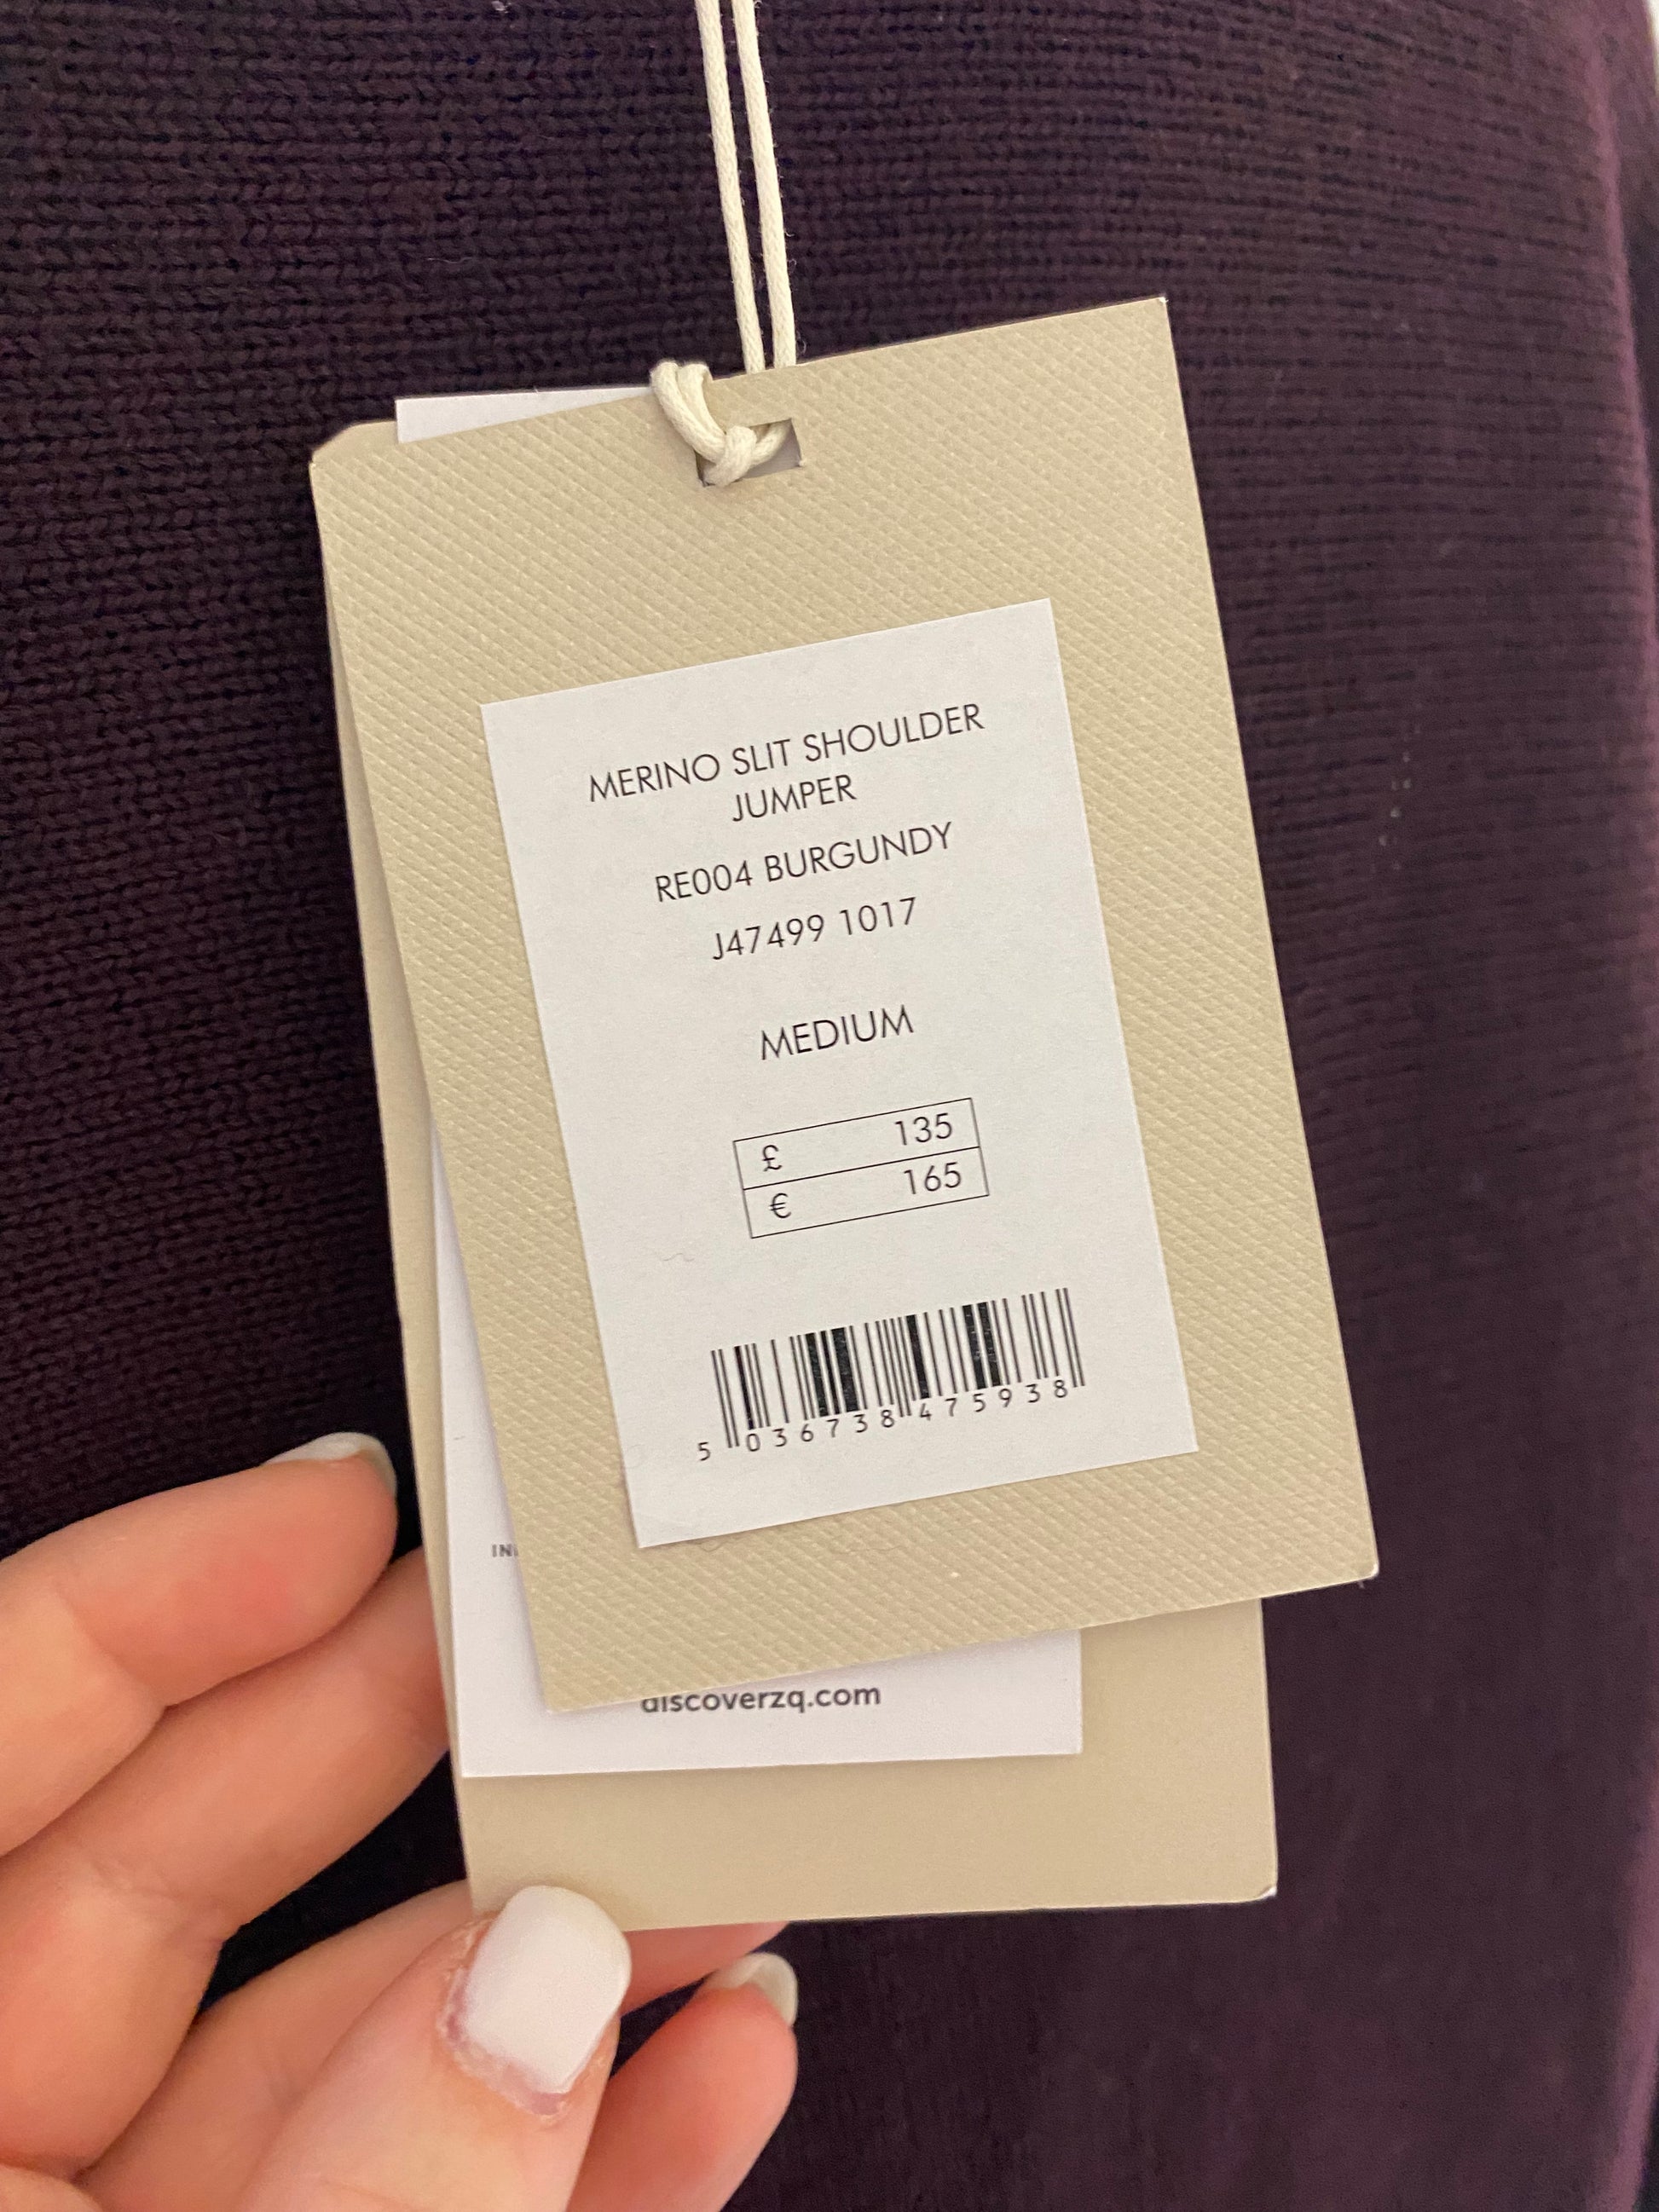 MERINO SLIT SHOULDER
JUMPER
RE004 BURGUNDY
J47499 1017
MEDIUM
£ 135
€ 165
5 036738 475938
discoverzq.com